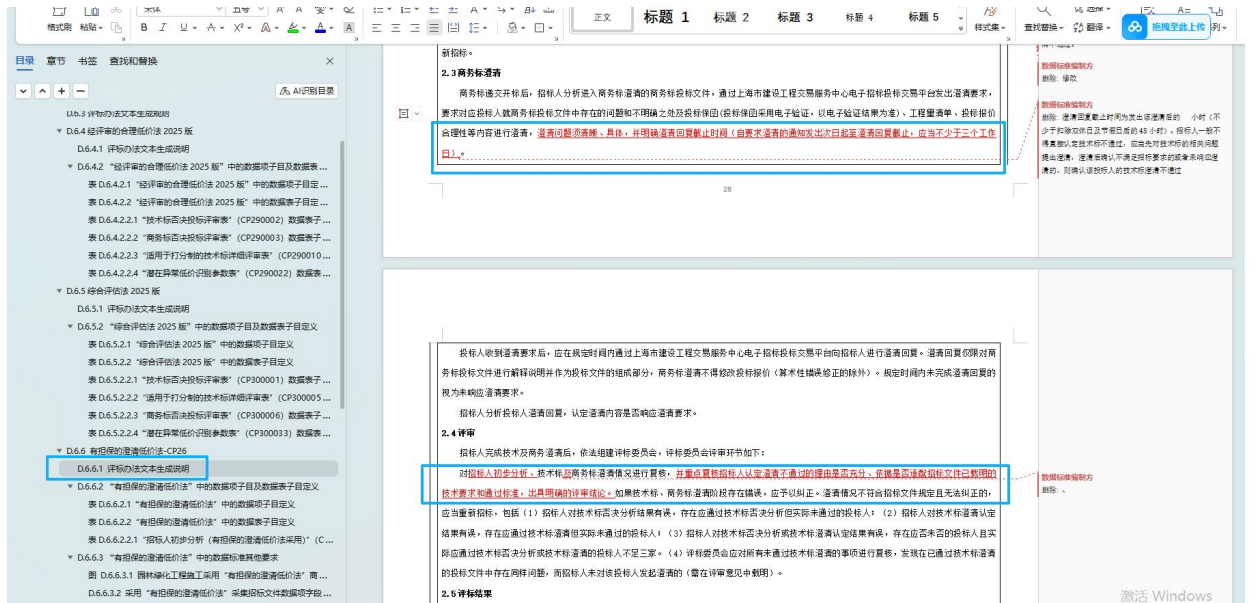 宋体 五号
格式刷 粘贴 B I U A X² A A A
正文 标题 1 标题 2 标题 3 标题 4 标题 5
样式集 查找替换 翻译 拖拽至此上传
目录 章节 书签 查找和替换
AI识别目录
D.6.3 评标办法文本生成规则
D.6.4 经评审的合理低价法 2025 版
D.6.4.1 评标办法文本生成说明
D.6.4.2 “经评审的合理低价法 2025 版”中的数据项子目及数据表...
表 D.6.4.2.1 “经评审的合理低价法 2025 版”中的数据项子目定...
表 D.6.4.2.2 “经评审的合理低价法 2025 版”中的数据表子目定...
表 D.6.4.2.2.1 “技术标否决投标评审表”（CP290002）数据表子...
表 D.6.4.2.2.2 “商务标否决投标评审表”（CP290003）数据表子...
表 D.6.4.2.2.3 “适用于打分制的技术标详细评审表”（CP290010...
表 D.6.4.2.2.4 “潜在异常低价识别参数表”（CP290022）数据表...
D.6.5 综合评估法 2025 版
D.6.5.1 评标办法文本生成说明
D.6.5.2 “综合评估法 2025 版”中的数据项子目及数据表子目定义
表 D.6.5.2.1 “综合评估法 2025 版”中的数据项子目定义
表 D.6.5.2.2 “综合评估法 2025 版”中的数据表子目定义
表 D.6.5.2.2.1 “技术标否决投标评审表”（CP300001）数据表子...
表 D.6.5.2.2.2 “适用于打分制的技术标详细评审表”（CP300005...
表 D.6.5.2.2.3 “商务标否决投标评审表”（CP300006）数据表子...
表 D.6.5.2.2.4 “潜在异常低价识别参数表”（CP300033）数据表...
D.6.6 有担保的澄清低价法-CP26
D.6.6.1 评标办法文本生成说明
D.6.6.2 “有担保的澄清低价法”中的数据项子目及数据表子目定义
表 D.6.6.2.1 “有担保的澄清低价法”中的数据项子目定义
表 D.6.6.2.2 “有担保的澄清低价法”中的数据表子目定义
表 D.6.6.2.2.1 “招标人初步分析（有担保的澄清低价法采用）”（C...
D.6.6.3 “有担保的澄清低价法”中的数据标准其他要求
图 D.6.6.3.1 园林绿化工程施工采用“有担保的澄清低价法”商...
D.6.6.3.2 采用“有担保的澄清低价法”采集招标文件数据项字段...
新招标。
2.3 商务标澄清
商务标递交开标后，招标人分析进入商务标澄清的商务标投标文件，通过上海市建设工程交易服务中心电子招标投标交易平台发出澄清要求，
要求对应投标人就商务标投标文件中存在的问题和不明确之处及投标保函(投标保函采用电子验证，以电子验证结果为准）、工程量清单、投标报价
合理性等内容进行澄清，澄清问题须清晰、具体，并明确澄清回复截止时间（自要求澄清的通知发出次日起至澄清回复截止，应当不少于三个工作
日）。
20
投标人收到澄清要求后，应在规定时间内通过上海市建设工程交易服务中心电子招标投标交易平台向招标人进行澄清回复。澄清回复仅限对商
务标投标文件进行解释说明并作为投标文件的组成部分，商务标澄清不得修改投标报价（算术性错误修正的除外）。规定时间内未完成澄清回复的
视为未响应澄清要求。
招标人分析投标人澄清回复，认定澄清内容是否响应澄清要求。
2.4 评审
招标人完成技术及商务澄清后，依法组建评标委员会，评标委员会评审环节如下：
对招标人初步分析、技术标及商务标澄清情况进行复核，并重点复核招标人认定澄清不通过的理由是否充分、依据是否适配招标文件已载明的
技术要求和通过标准，出具明确的评审结论。如果技术标、商务标澄清阶段存在错误，应予以纠正。澄清情况不符合招标文件规定且无法纠正的，
应当重新招标，包括（1）招标人对技术标否决分析结果有误，存在应通过技术标否决分析但实际未通过的投标人；（2）招标人对技术标澄清认定
结果有误，存在应通过技术标澄清但实际未通过的投标人；（3）招标人对技术标否决分析或技术标澄清认定结果有误，存在应否未否的投标人且实
际应通过技术标否决分析或技术标澄清的投标人不足三家。（4）评标委员会应对所有未通过技术标澄清的事项进行复核，发现在已通过技术标澄清
的投标文件中存在同样问题，而招标人未对该投标人发起澄清的（需在评审意见中载明）。
2.5 评标结果
数据标准编制方
删除: 修改
数据标准编制方
删除: 澄清回复截止时间为发出该澄清后的 小时（不
少于扣除双休日及节假日后的 48 小时）。招标人一般不
得直接认定技术标不通过，应当先对技术标的相关问题
提出澄清，澄清后确认不满足招标要求的或者未响应澄
清的，则确认该投标人的技术标澄清不通过
数据标准编制方
删除: 、
激活 Windows